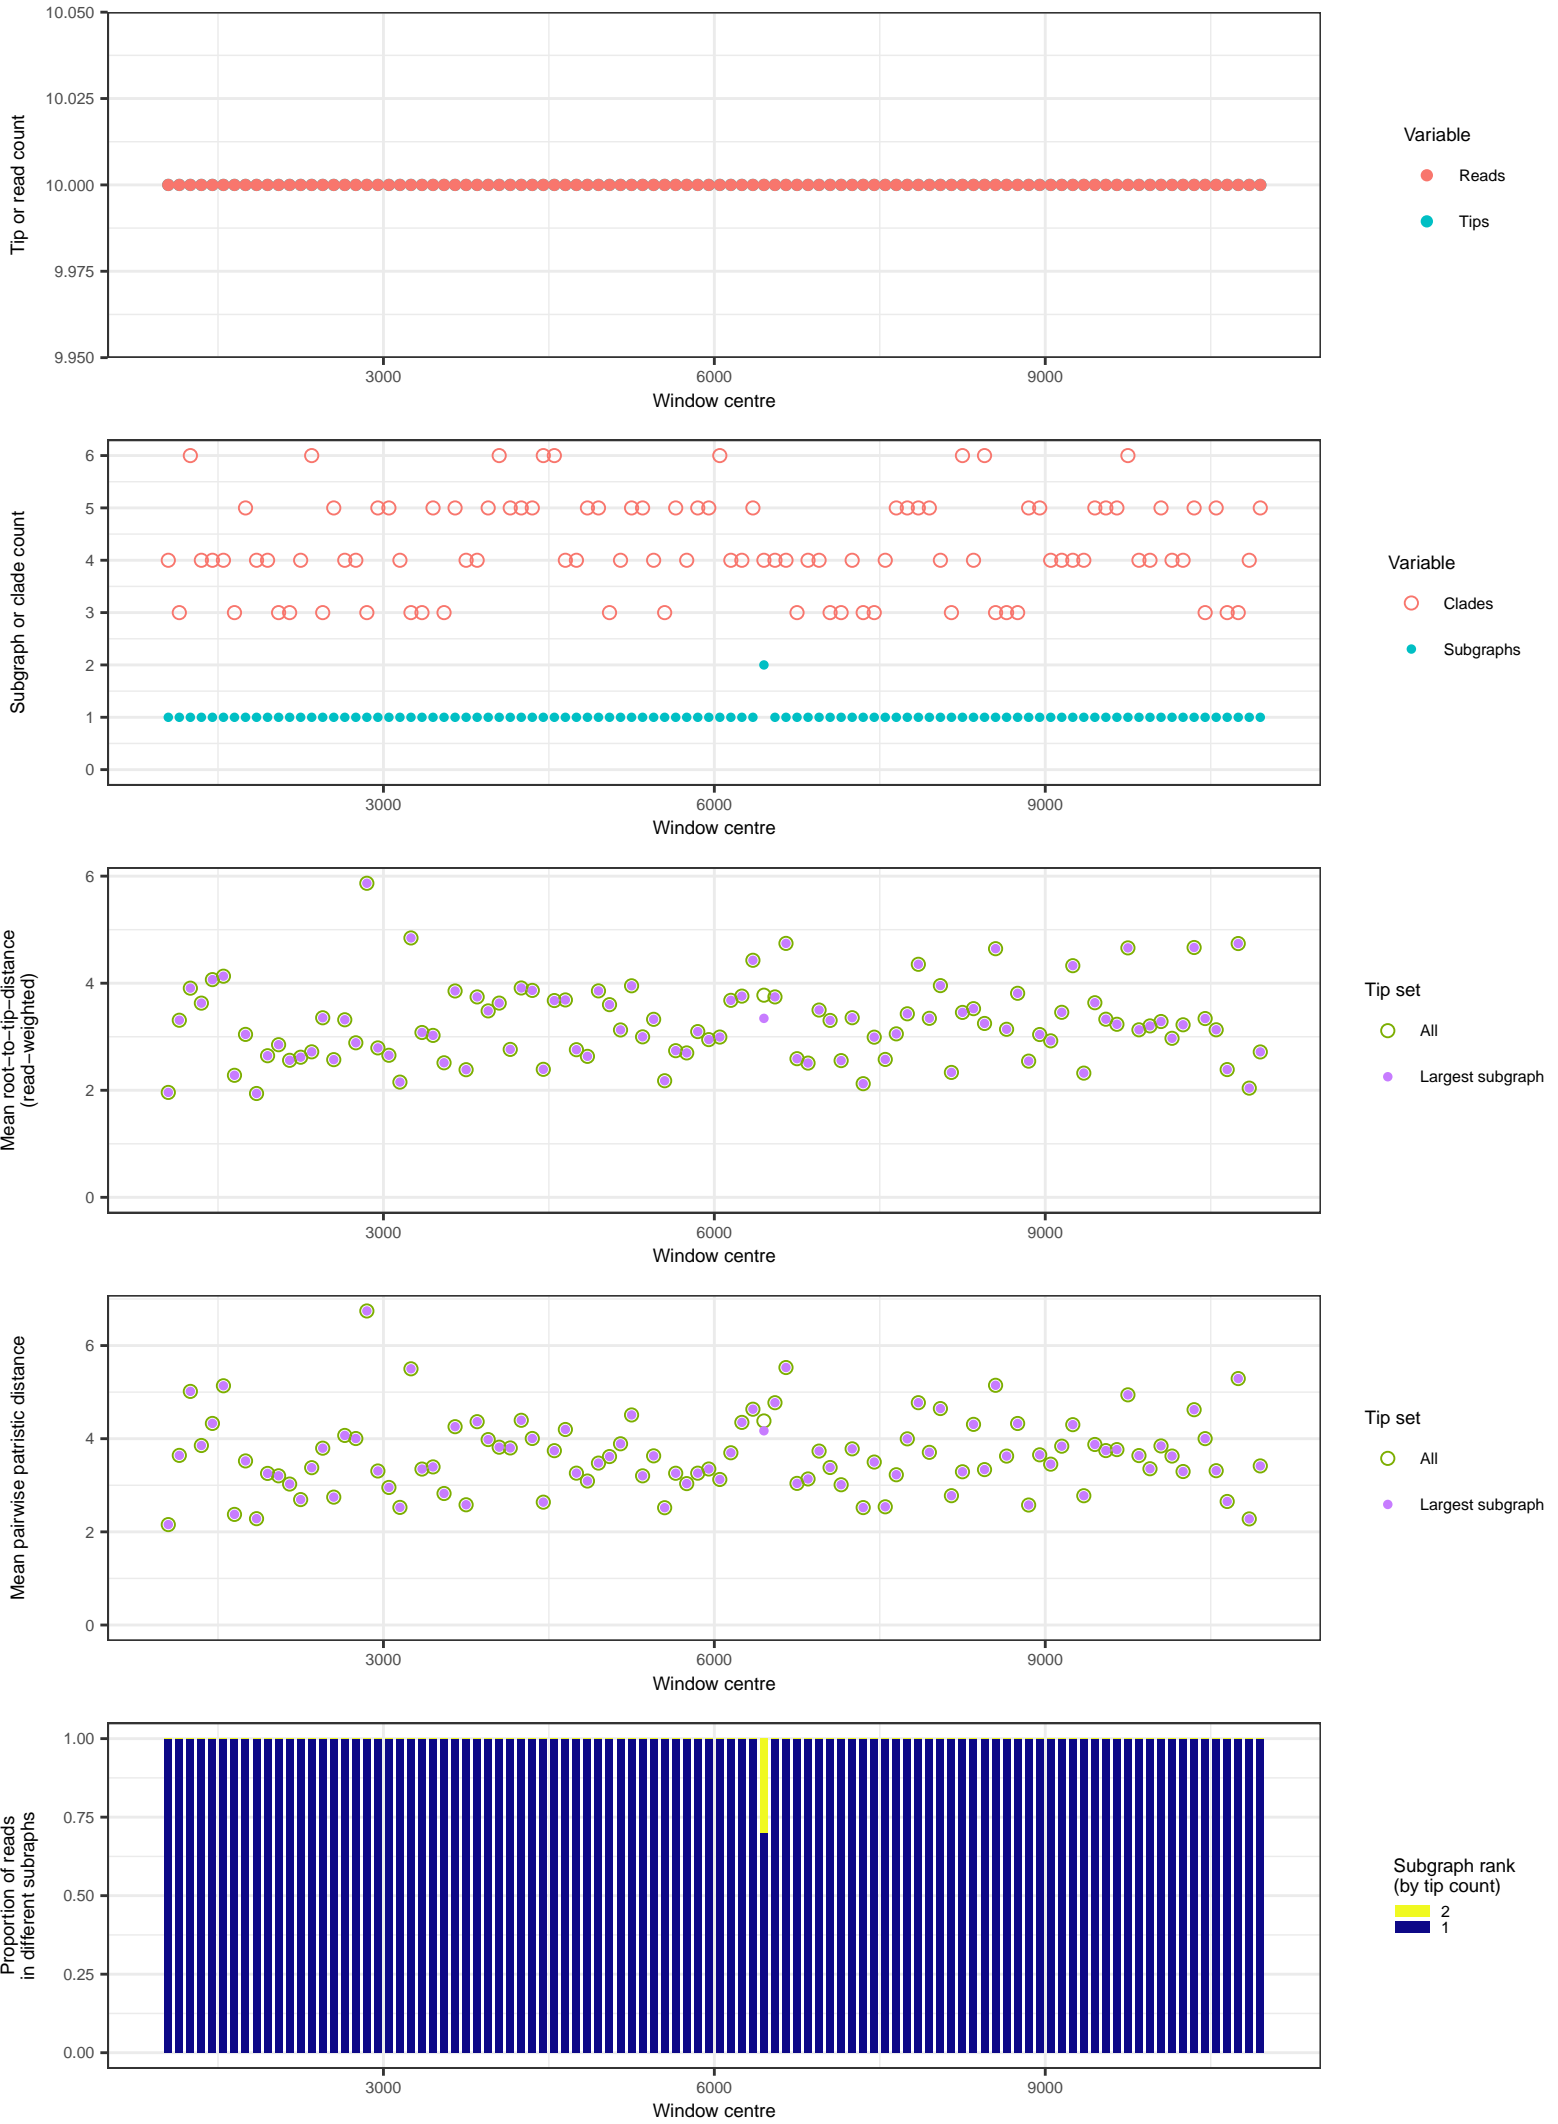 10.050
10.025
10.000
9.975
9.950
Tip or read count
3000 6000 9000
Window centre
Variable
Reads
Tips
6
5
4
3
2
1
0
Subgraph or clade count
3000 6000 9000
Window centre
Variable
Clades
Subgraphs
6
4
2
0
Mean root−to−tip−distance
(read−weighted)
3000 6000 9000
Window centre
Tip set
All
Largest subgraph
6
4
2
0
Mean pairwise patristic distance
3000 6000 9000
Window centre
Tip set
All
Largest subgraph
1.00
0.75
0.50
0.25
0.00
Proportion of reads
in different subraphs
3000 6000 9000
Window centre
Subgraph rank
(by tip count)
2
1